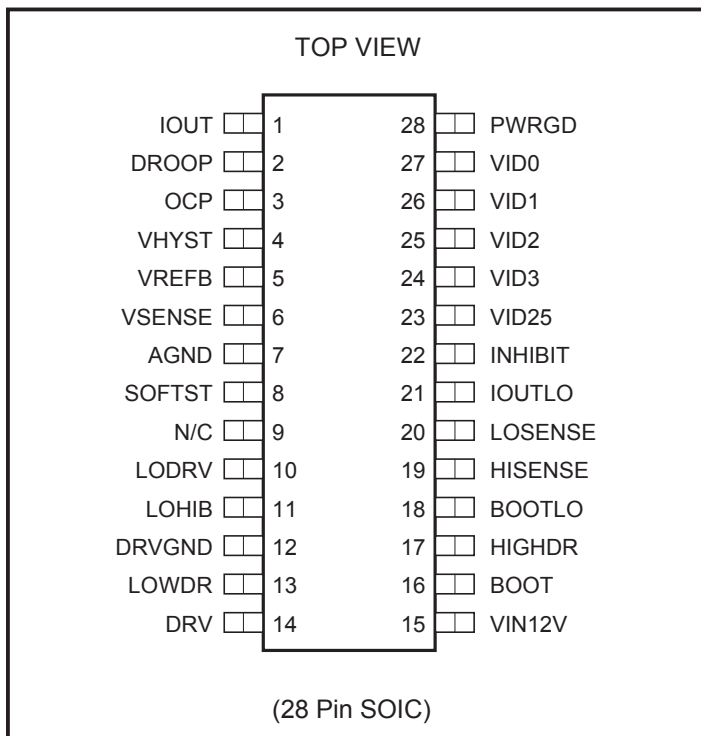 TOP VIEW
IOUT 1 28 PWRGD
DROOP 2 27 VID0
OCP 3 26 VID1
VHYST 4 25 VID2
VREFB 5 24 VID3
VSENSE 6 23 VID25
AGND 7 22 INHIBIT
SOFTST 8 21 IOUTLO
N/C 9 20 LOSENSE
LODRV 10 19 HISENSE
LOHIB 11 18 BOOTLO
DRVGND 12 17 HIGHDR
LOWDR 13 16 BOOT
DRV 14 15 VIN12V
(28 Pin SOIC)